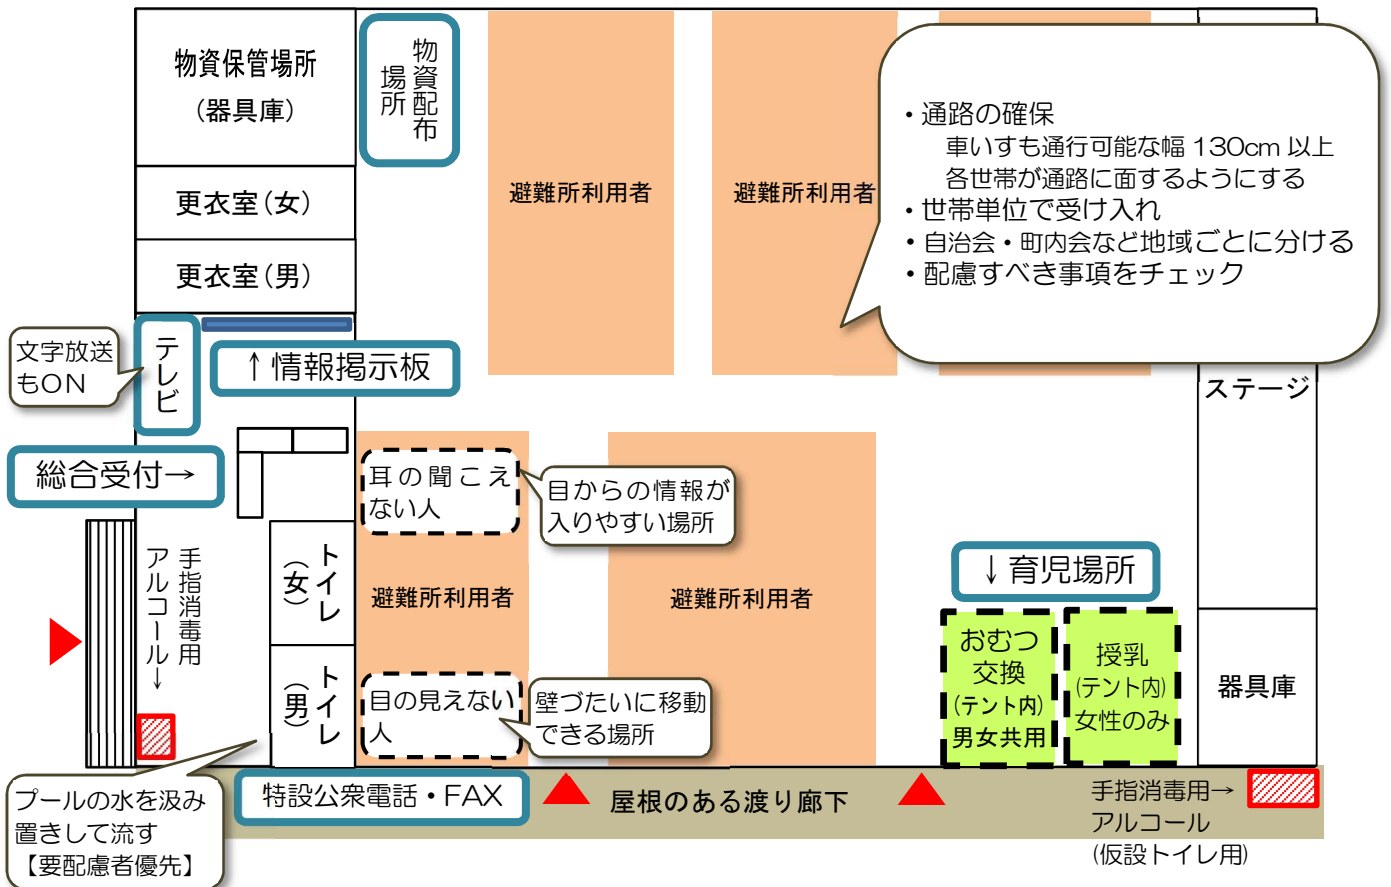 物資保管場所
(器具庫)
物資配布
場所
更衣室(女)
更衣室(男)
避難所利用者
避難所利用者
・通路の確保
車いすも通行可能な幅 130cm 以上
各世帯が通路に面するようにする
・世帯単位で受け入れ
・自治会・町内会など地域ごとに分ける
・配慮すべき事項をチェック
文字放送
もON
テレビ
↑情報掲示板
ステージ
総合受付→
耳の聞こえ
ない人
目からの情報が
入りやすい場所
手指消毒用
アルコール→
トイレ
(女)
避難所利用者
避難所利用者
↓育児場所
おむつ
交換
(テント内)
男女共用
授乳
(テント内)
女性のみ
器具庫
トイレ
(男)
目の見えない
人
壁づたいに移動
できる場所
プールの水を汲み
置きして流す
【要配慮者優先】
特設公衆電話・FAX
屋根のある渡り廊下
手指消毒用→
アルコール
(仮設トイレ用)